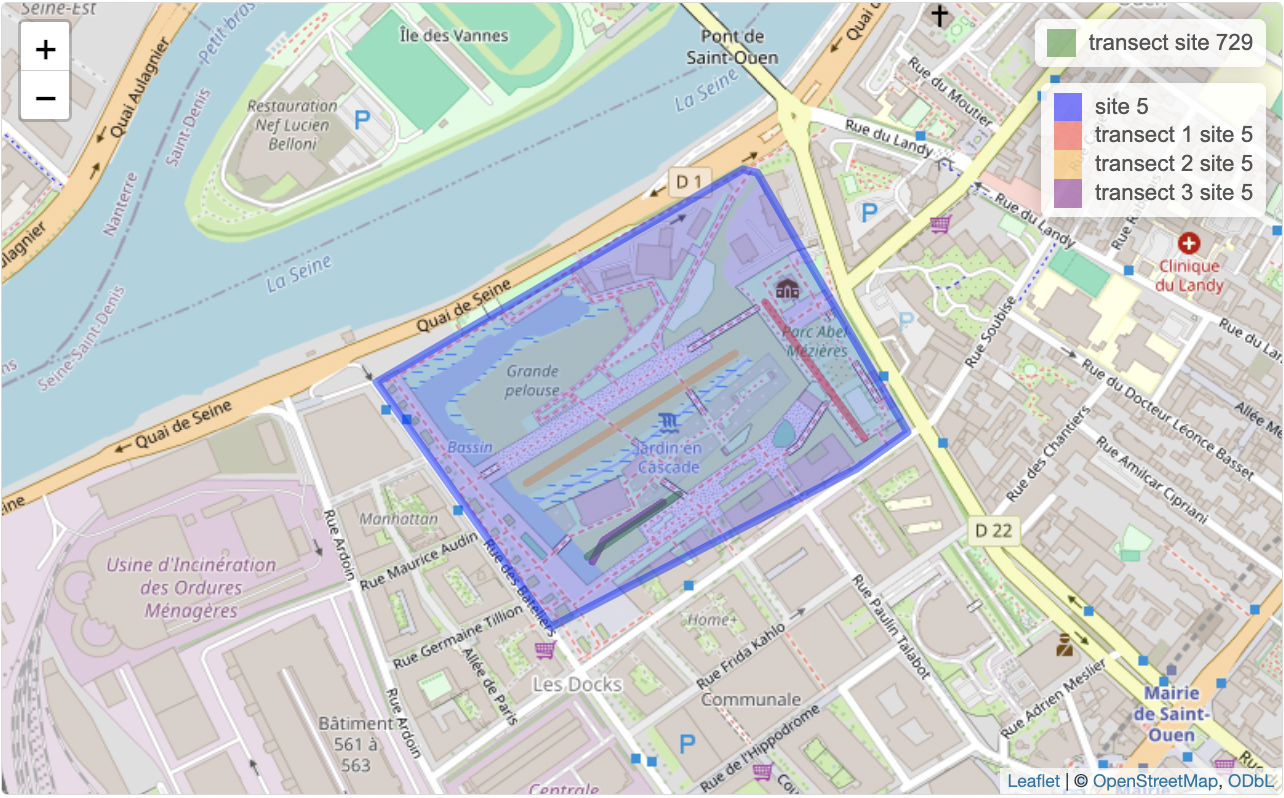 Seine-Est
Quai Aulagnier
Petit bras
Saint-Denis
Île des Vannes
Restauration
Nef Lucien
Belloni
P
Pont de
Saint-Ouen
La Seine
Rue du Moutier
Rue du Landy
transect site 729
site 5
transect 1 site 5
transect 2 site 5
transect 3 site 5
+
−
Nanterre
Seine-Saint-Denis
La Seine
D 1
P
Rue du Landy
Clinique
du Landy
Quai de Seine
Quai de Seine
Grande
pelouse
Bassin
Parc Abel
Mézières
Jardin en
Cascade
P
Rue Soubise
Rue du Docteur Léonce Basset
Rue des Chantiers
Rue Amilcar Cipriani
D 22
Usine d'Incinération
des Ordures
Ménagères
Manhattan
Rue Ardoin
Rue Maurice Audin
Rue des Bateliers
Rue Germaine Tillion
Allée de Paris
Rue Ardoin
Les Docks
Home+
Rue Frida Kahlo
Communale
Rue Paulin Talabot
Rue Adrien Meslier
Mairie
de Saint-
Ouen
Bâtiment
561 à
563
P
Rue de l'Hippodrome
Centrale
Rue
Leaflet | © OpenStreetMap, ODbL